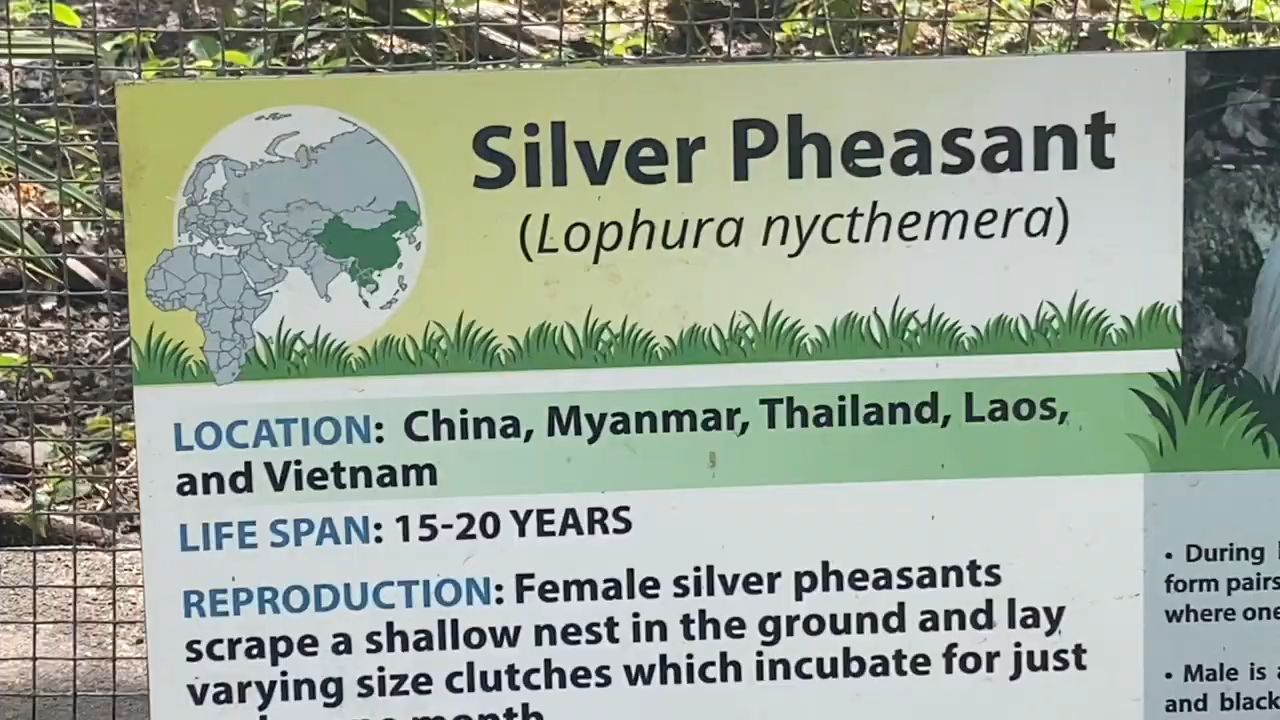 Silver Pheasant
(Lophura nycthemera)
LOCATION: China, Myanmar, Thailand, Laos,
and Vietnam
LIFE SPAN: 15-20 YEARS
REPRODUCTION: Female silver pheasants
scrape a shallow nest in the ground and lay
varying size clutches which incubate for just
month
• During
form pairs
where one
• Male is
and black